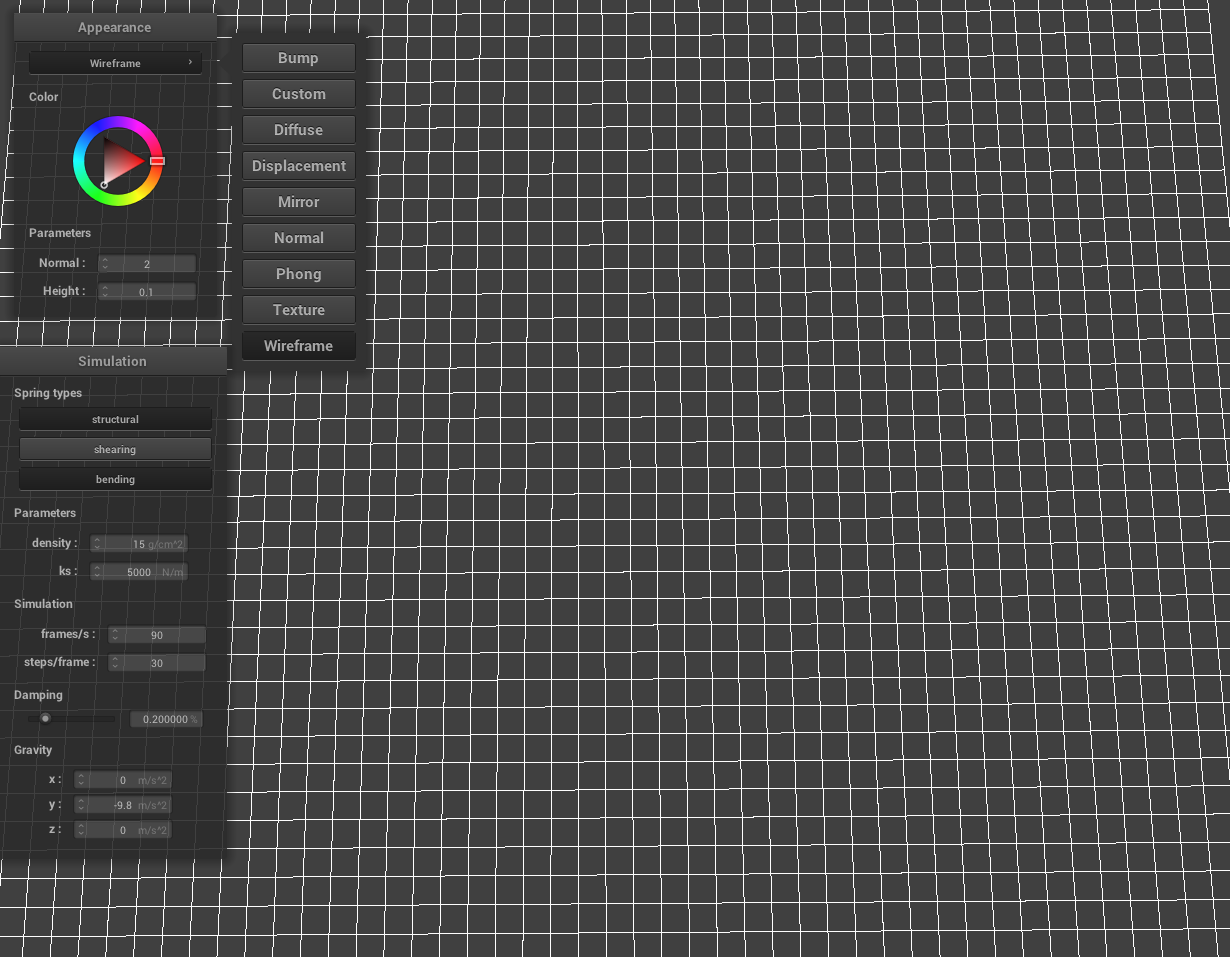 Appearance
Wireframe ›
Color
Parameters
Normal : 2
Height : 0.1
Bump
Custom
Diffuse
Displacement
Mirror
Normal
Phong
Texture
Wireframe
Simulation
Spring types
structural
shearing
bending
Parameters
density : 15 g/cm^2
ks : 5000 N/m
Simulation
frames/s : 90
steps/frame : 30
Damping
0.200000 %
Gravity
x : 0 m/s^2
y : -9.8 m/s^2
z : 0 m/s^2